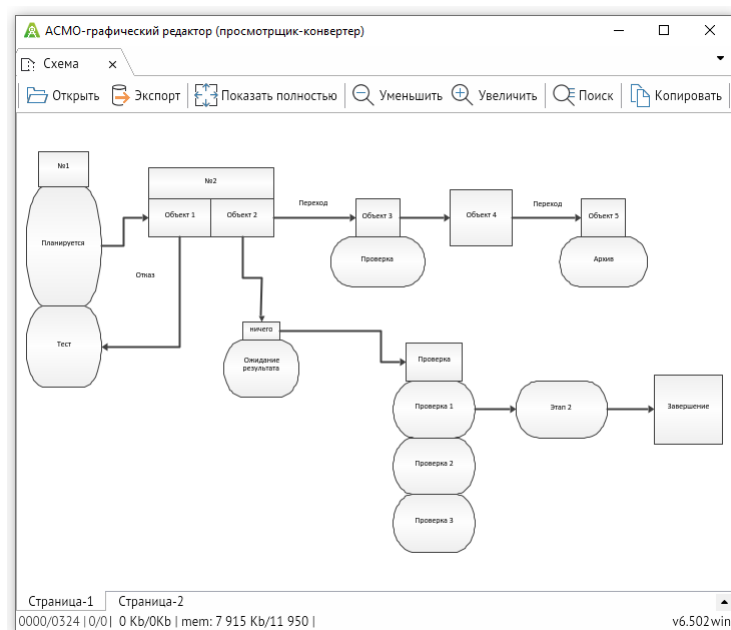 АСМО-графический редактор (просмотрщик-конвертер)
Схема x
Открыть Экспорт Показать полностью Уменьшить Увеличить Поиск Копировать
№1
№2
Объект 1 Объект 2
Переход
Объект 3
Объект 4
Переход
Объект 5
Планируется
Проверка
Архив
Отказ
Тест
ничего
Ожидание
результата
Проверка
Проверка 1
Этап 2
Завершение
Проверка 2
Проверка 3
Страница-1 Страница-2
0000/0324 | 0/0 | 0 Kb/0Kb | mem: 7 915 Kb/11 950 | v6.502win